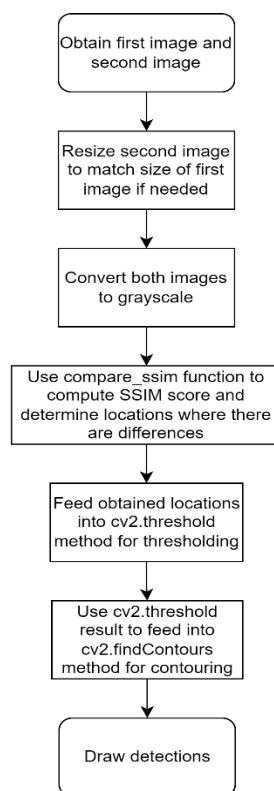 Obtain first image and
second image
Resize second image
to match size of first
image if needed
Convert both images
to grayscale
Use compare_ssim function to
compute SSIM score and
determine locations where there
are differences
Feed obtained locations
into cv2.threshold
method for thresholding
Use cv2.threshold
result to feed into
cv2.findContours
method for contouring
Draw detections